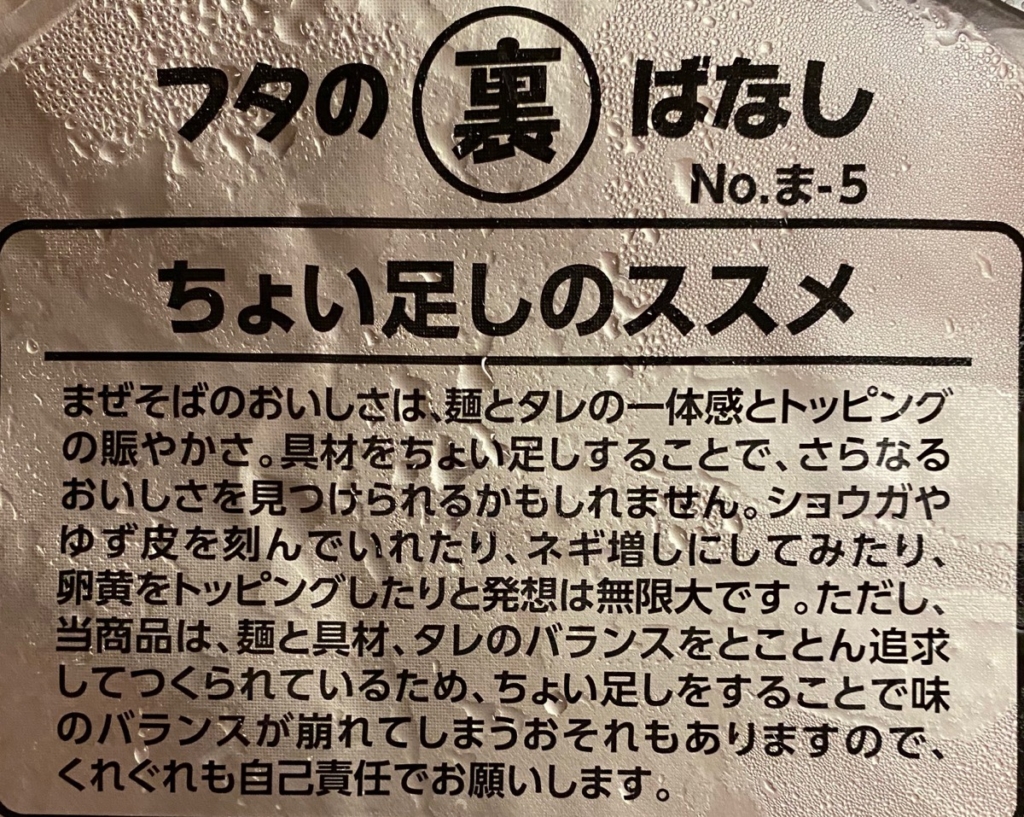 フタの裏ばなし
No.ま-5
ちょい足しのススメ
まぜそばのおいしさは、麺とタレの一体感とトッピング
の賑やかさ。具材をちょい足しすることで、さらなる
おいしさを見つけられるかもしれません。ショウガや
ゆず皮を刻んでいれたり、ネギ増しにしてみたり、
卵黄をトッピングしたりと発想は無限大です。ただし、
当商品は、麺と具材、タレのバランスをとことん追求
してつくられているため、ちょい足しをすることで味
のバランスが崩れてしまうおそれもありますので、
くれぐれも自己責任でお願いします。